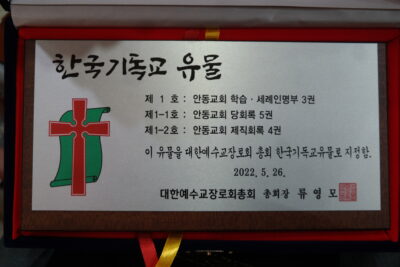 한국기독교 유물
제 1 호 : 안동교회 학습·세례인명부 3권
제1-1호 : 안동교회 당회록 5권
제1-2호 : 안동교회 제직회록 4권
이 유물을 대한예수교장로회 총회 한국기독교유물로 지정함.
2022. 5. 26.
대한예수교장로회총회 총회장 류영모